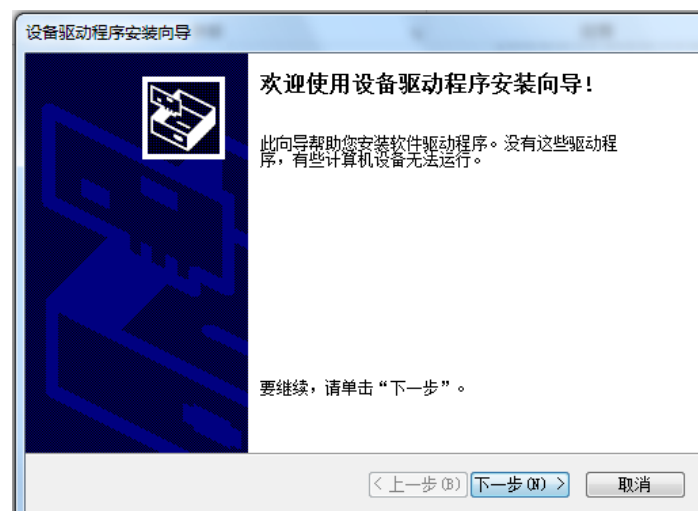 设备驱动程序安装向导
欢迎使用设备驱动程序安装向导！
此向导帮助您安装软件驱动程序。没有这些驱动程
序，有些计算机设备无法运行。
要继续，请单击“下一步”。
< 上一步(B) 下一步(N) > 取消